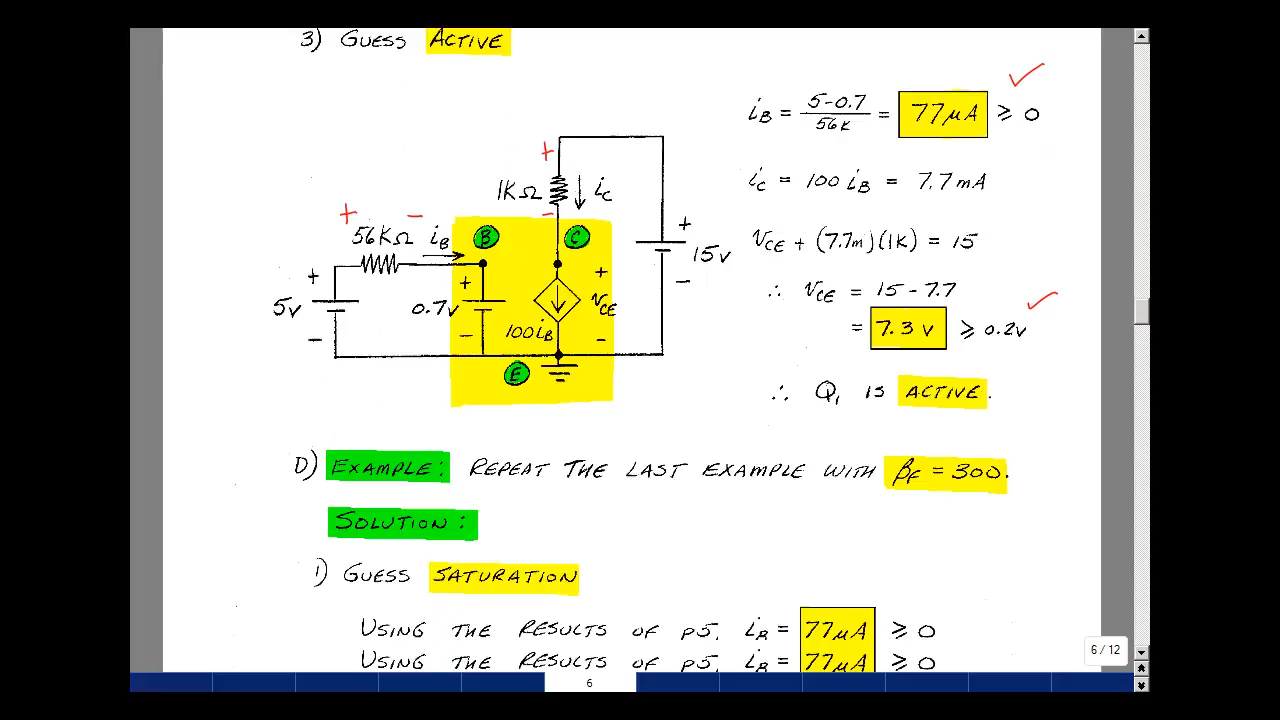 3) GUESS ACTIVE
iB = 5-0.7 / 56K = 77μA ≥ 0
iC = 100 iB = 7.7mA
vCE + (7.7m)(1K) = 15
∴ vCE = 15 - 7.7
= 7.3 v ≥ 0.2v
∴ Q1 IS ACTIVE.
+
1KΩ iC
-
+ -
56KΩ iB B C
+ 15v -
+ 5v -
+ 0.7v -
100iB
+ vCE -
E
D) EXAMPLE: REPEAT THE LAST EXAMPLE WITH βF = 300.
SOLUTION:
1) GUESS SATURATION
USING THE RESULTS OF p5, iB = 77μA ≥ 0
USING THE RESULTS OF p5, iB = 77μA ≥ 0
6 / 12
6